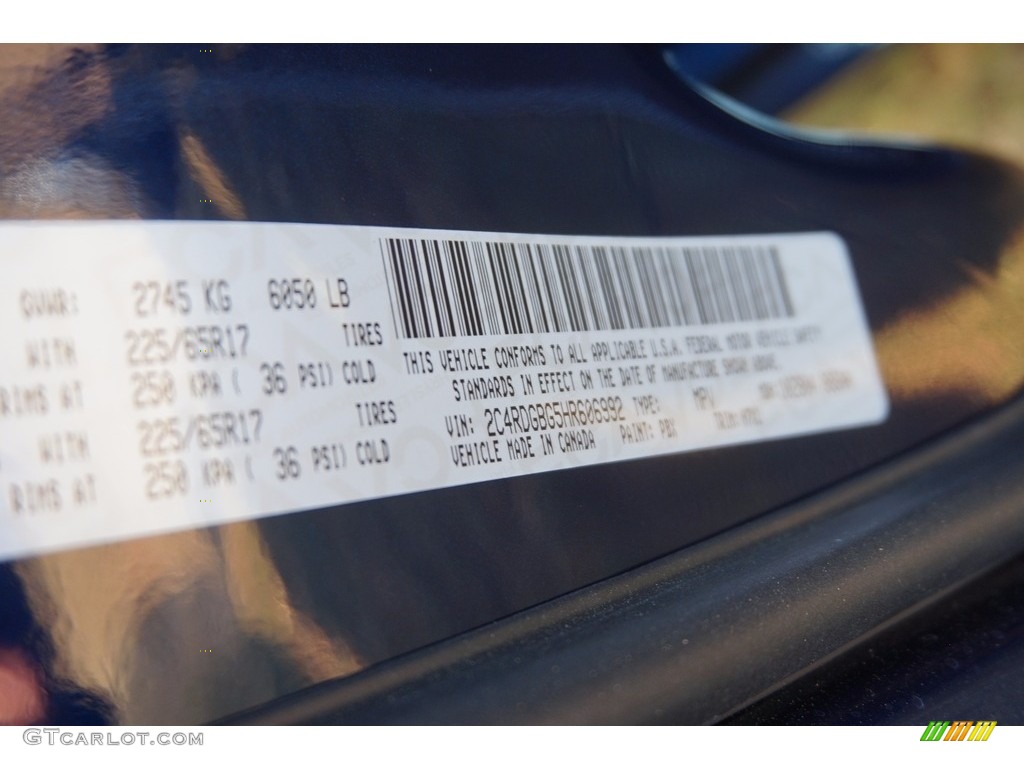 GVWR: 2745 KG 6050 LB
WITH 225/65R17 TIRES
RIMS AT 250 KPA ( 36 PSI) COLD
WITH 225/65R17 TIRES
RIMS AT 250 KPA ( 36 PSI) COLD
THIS VEHICLE CONFORMS TO ALL APPLICABLE U.S.A. FEDERAL MOTOR VEHICLE SAFETY
STANDARDS IN EFFECT ON THE DATE OF MANUFACTURE SHOWN ABOVE.
VIN: 2C4RDGBG5HR606992 TYPE: MPV
VEHICLE MADE IN CANADA PAINT: PBX
GTCARLOT.COM